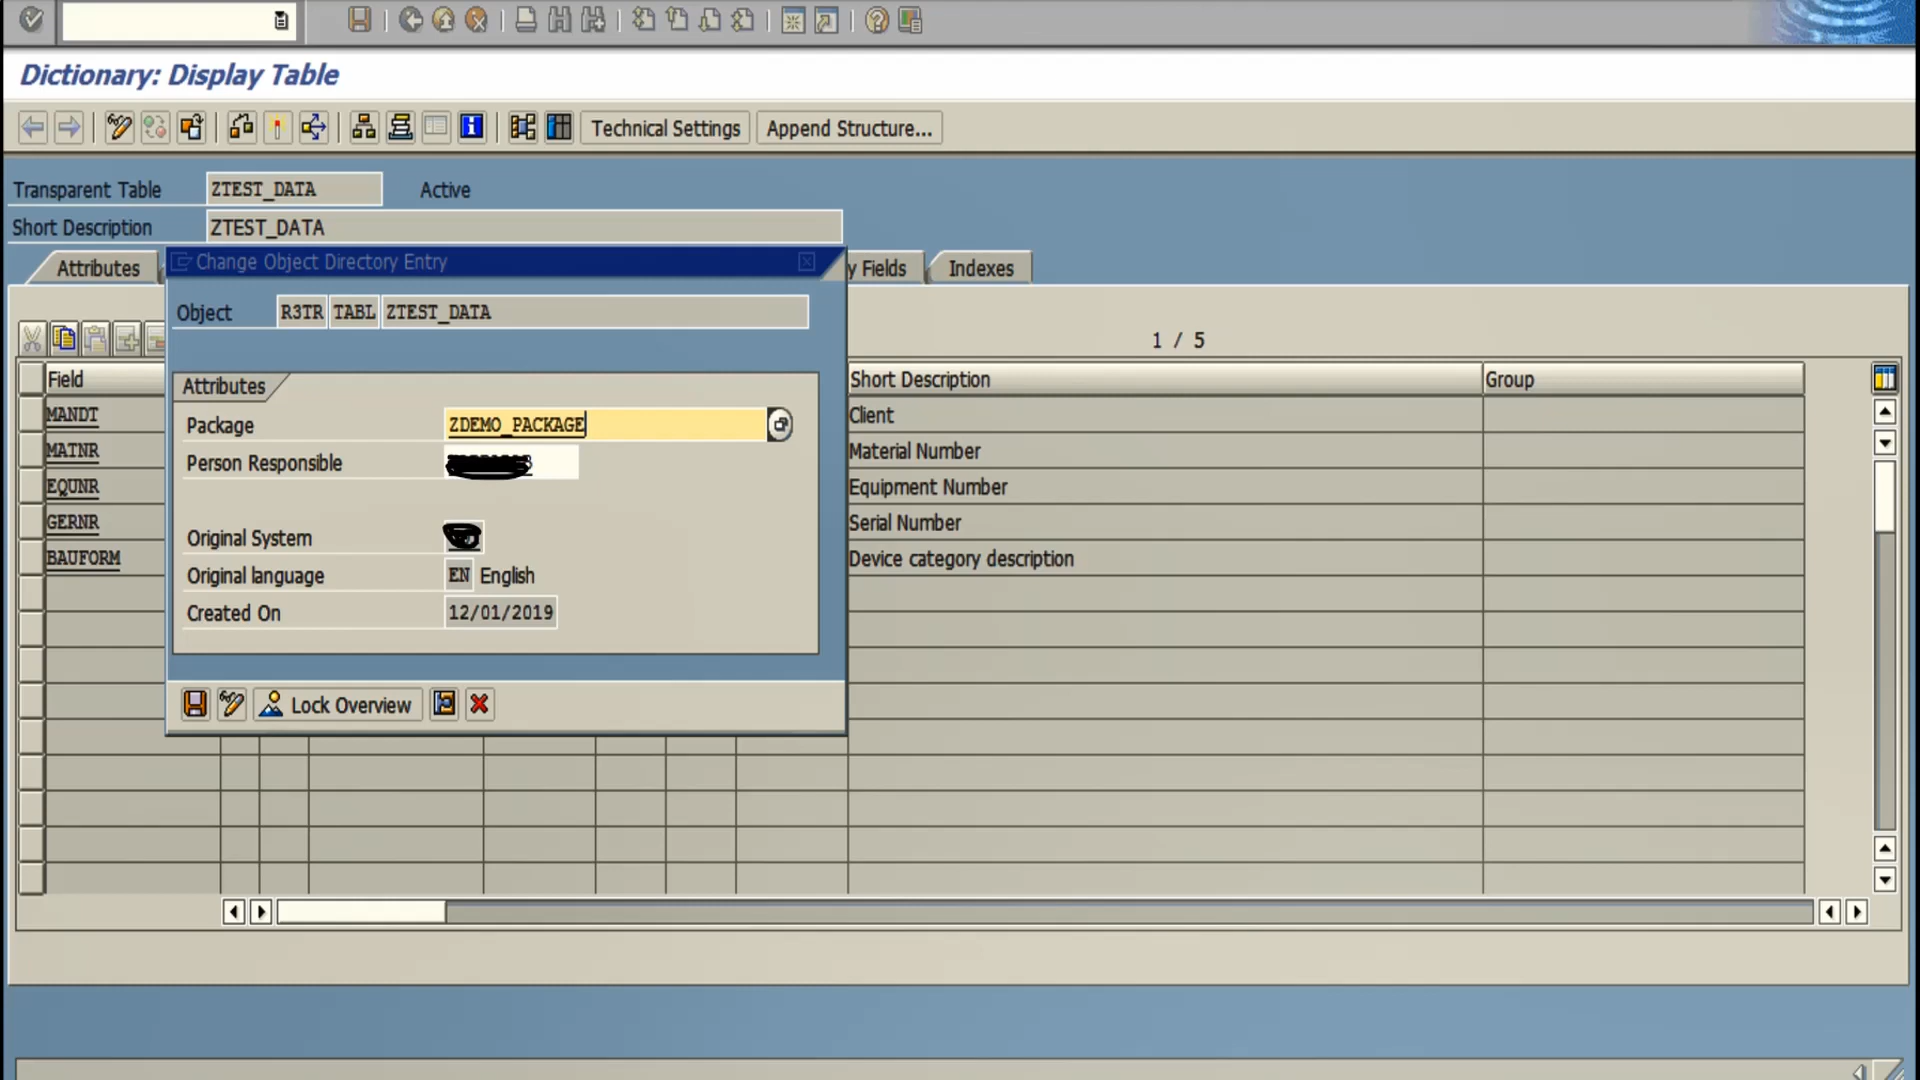 Dictionary: Display Table
Technical Settings
Append Structure...
Transparent Table ZTEST_DATA Active
Short Description ZTEST_DATA
Attributes
y Fields
Indexes
Change Object Directory Entry
Object R3TR TABL ZTEST_DATA
Attributes
Package ZDEMO_PACKAGE
Person Responsible
Original System
Original language EN English
Created On 12/01/2019
Lock Overview
1 / 5
Field Short Description Group
MANDT Client
MATNR Material Number
EQUNR Equipment Number
GERNR Serial Number
BAUFORM Device category description